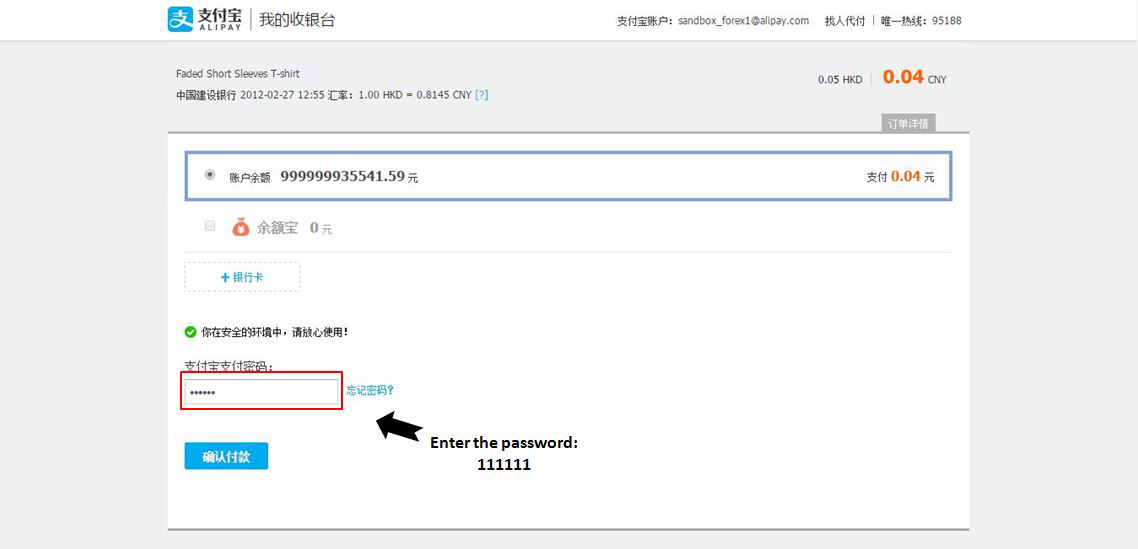 支付宝 ALIPAY 我的收银台
支付宝账户：sandbox_forex1@alipay.com 找人代付 唯一热线：95188
Faded Short Sleeves T-shirt
0.05 HKD 0.04 CNY
中国建设银行 2012-02-27 12:55 汇率：1.00 HKD = 0.8145 CNY [?]
订单详情
账户余额 999999935541.59 元 支付 0.04 元
余额宝 0 元
+ 银行卡
你在安全的环境中，请放心使用！
支付宝支付密码：
•••••• 忘记密码?
Enter the password:
111111
确认付款